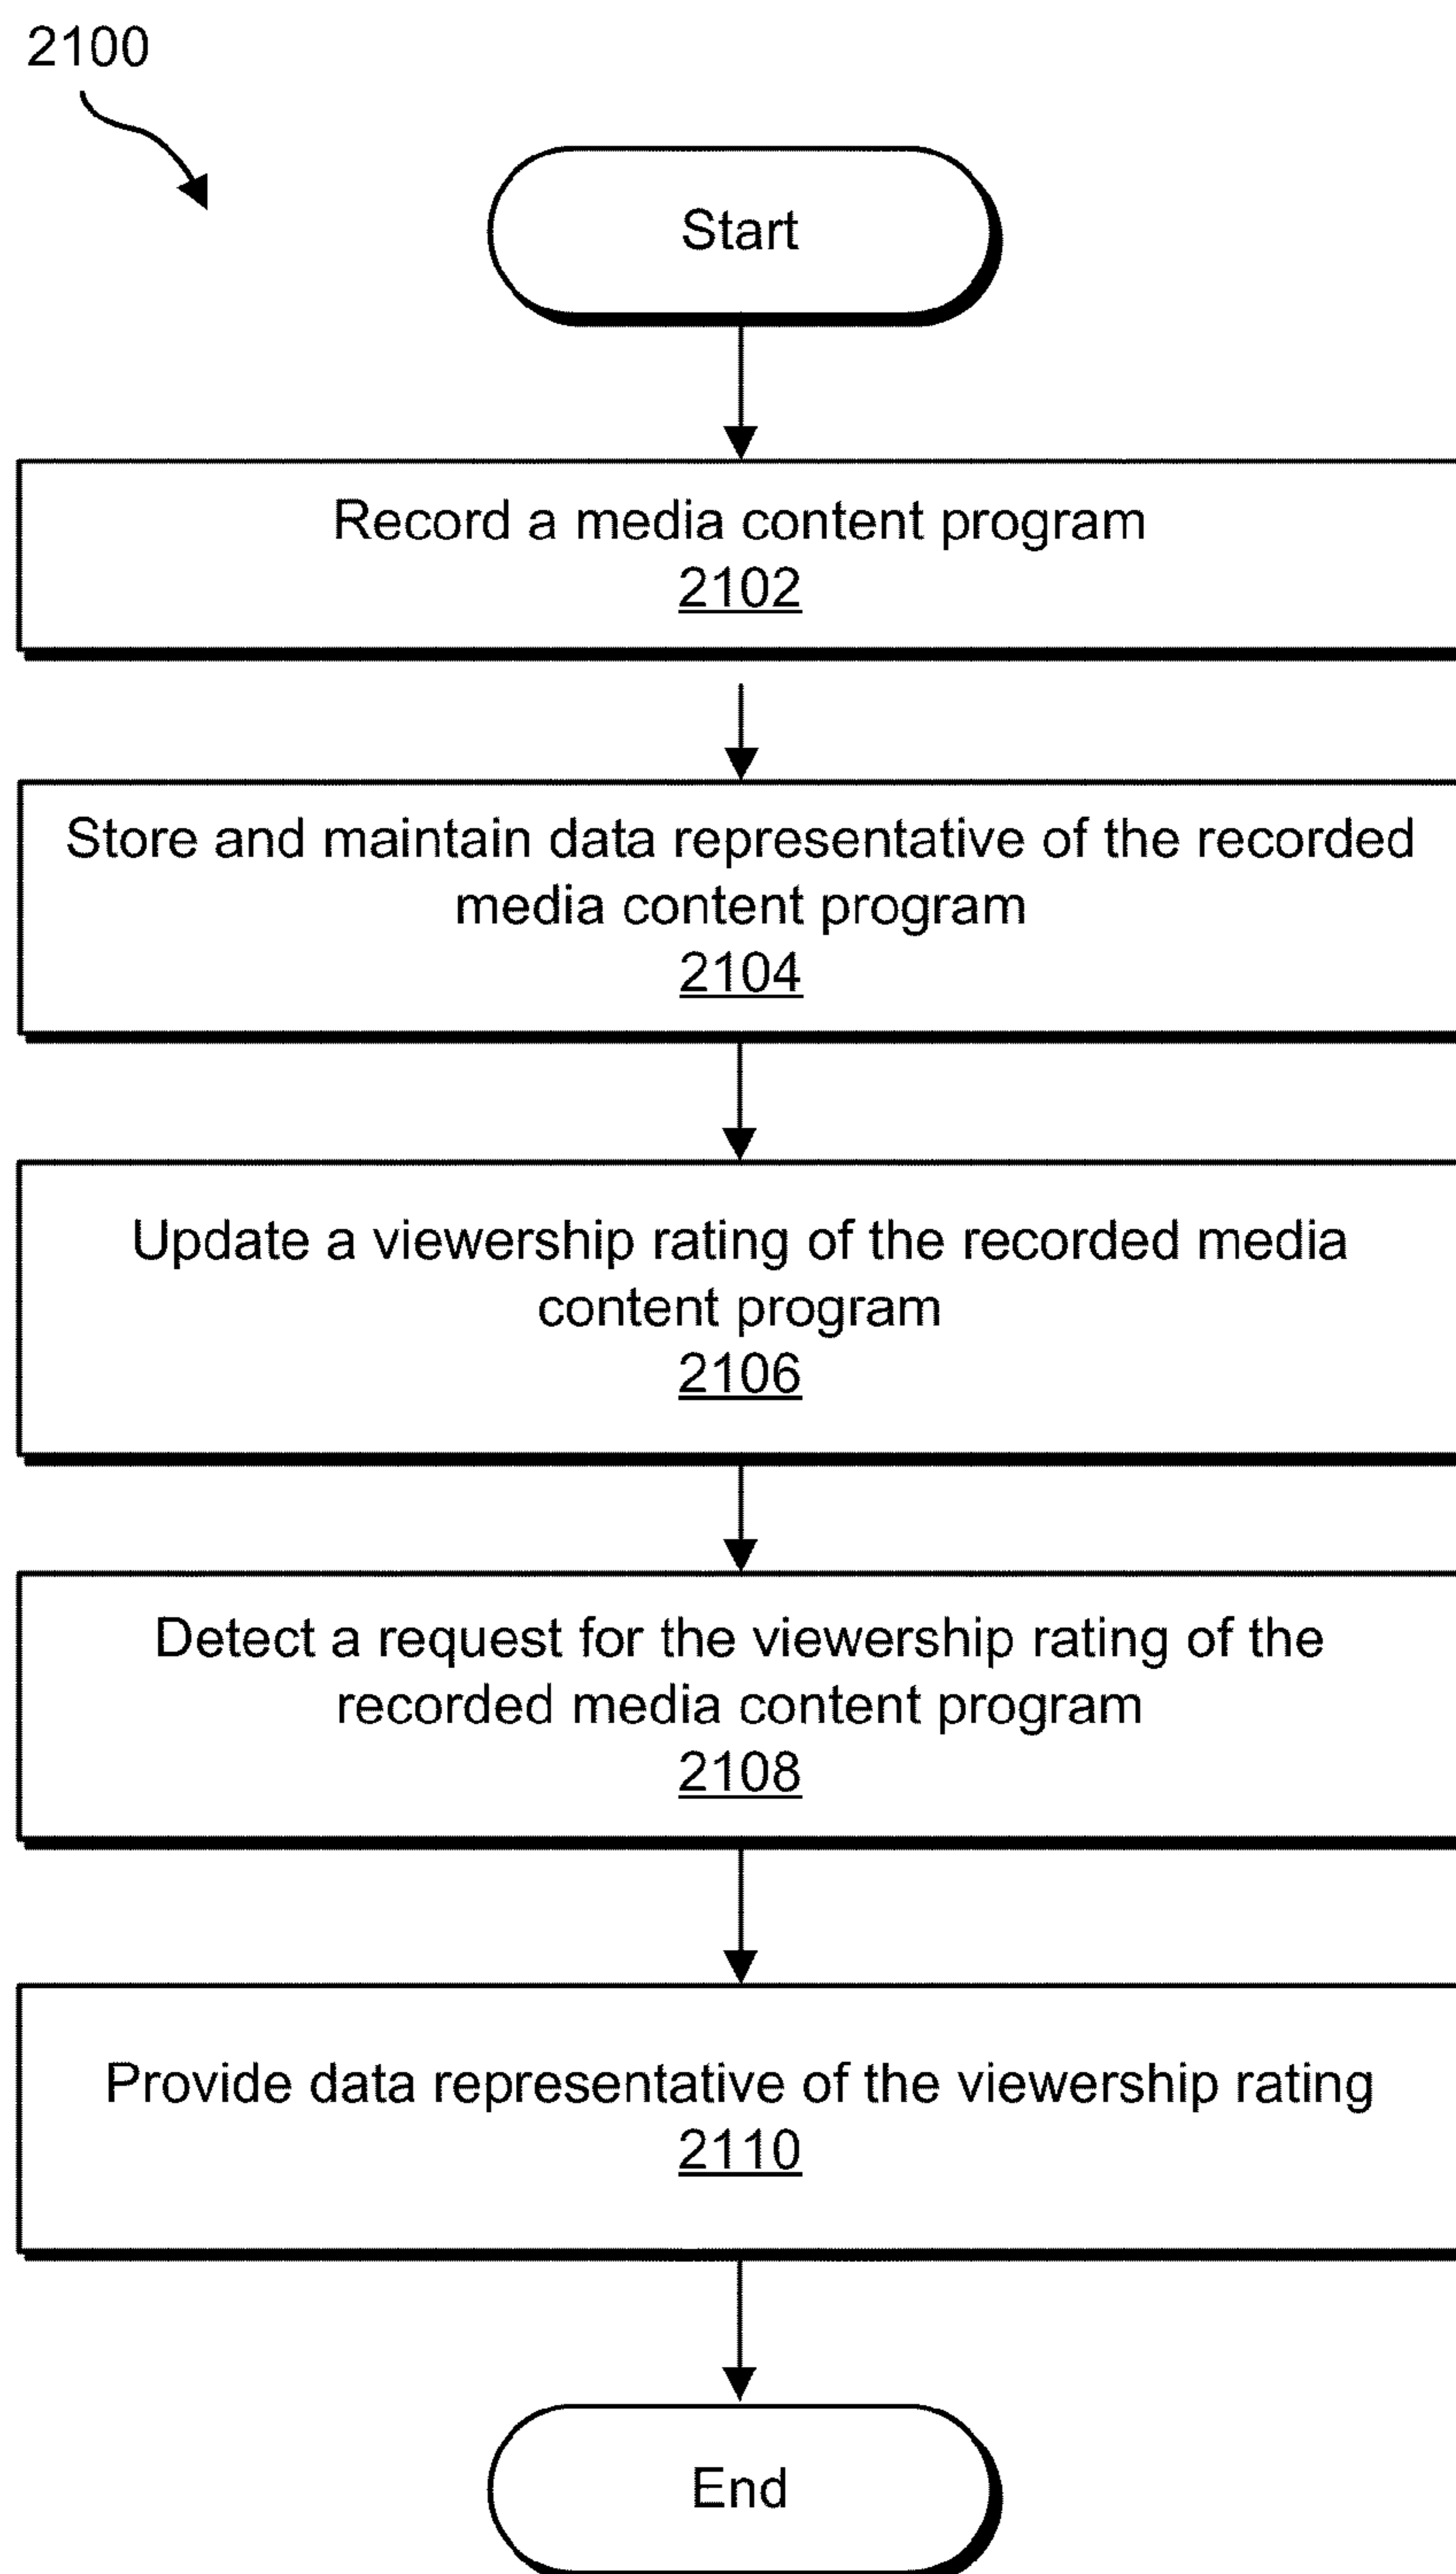 2100
Start
Record a media content program
2102
Store and maintain data representative of the recorded
media content program
2104
Update a viewership rating of the recorded media
content program
2106
Detect a request for the viewership rating of the
recorded media content program
2108
Provide data representative of the viewership rating
2110
End